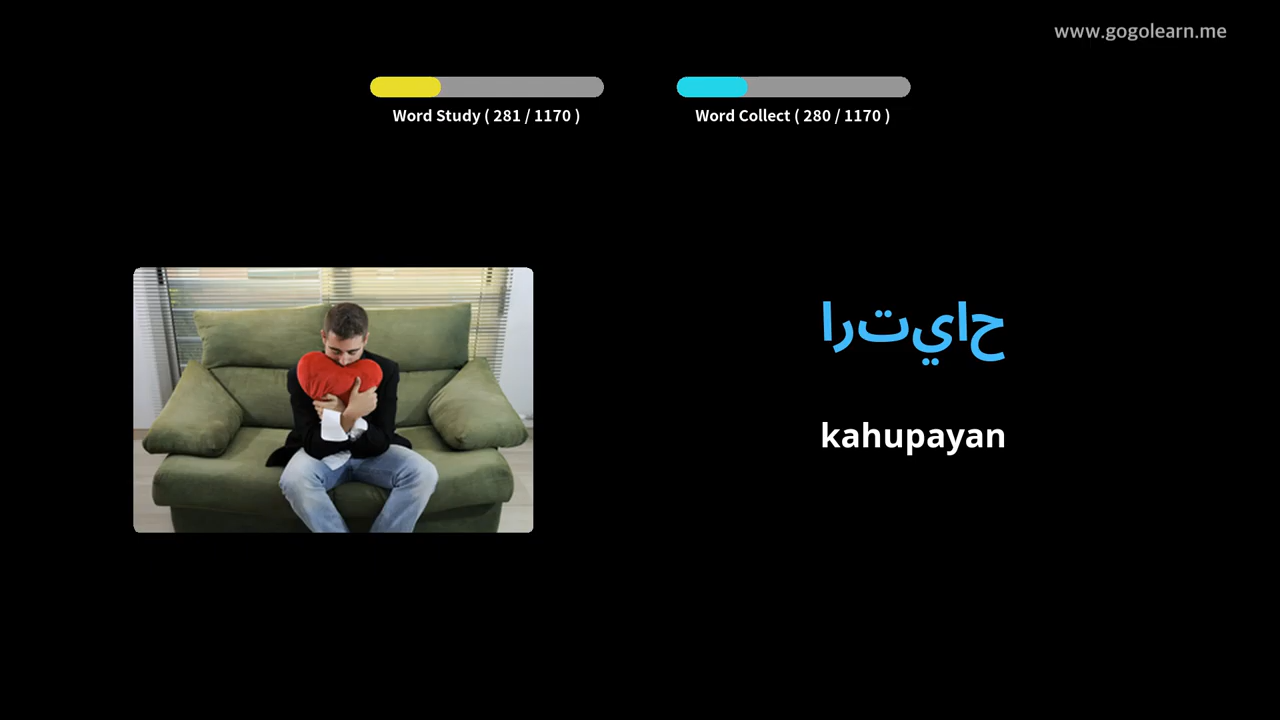 www.gogolearn.me
Word Study ( 281 / 1170 )
Word Collect ( 280 / 1170 )
ارتياح
kahupayan